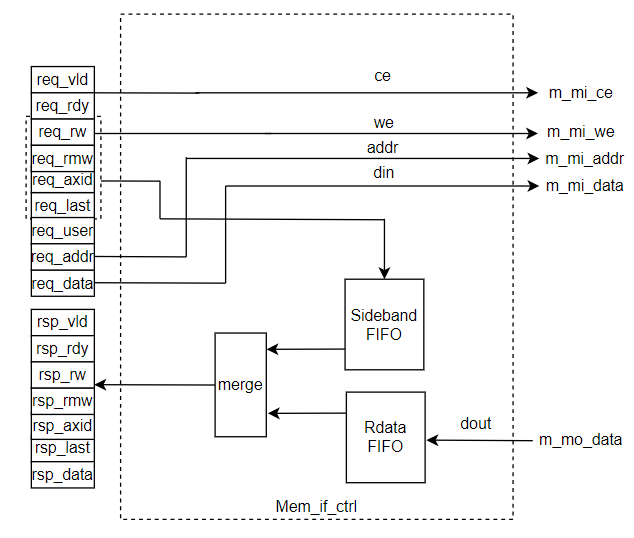 req_vld
req_rdy
req_rw
req_rmw
req_axid
req_last
req_user
req_addr
req_data
rsp_vld
rsp_rdy
rsp_rw
rsp_rmw
rsp_axid
rsp_last
rsp_data
ce
we
addr
din
m_mi_ce
m_mi_we
m_mi_addr
m_mi_data
Sideband
FIFO
merge
Rdata
FIFO
dout
m_mo_data
Mem_if_ctrl